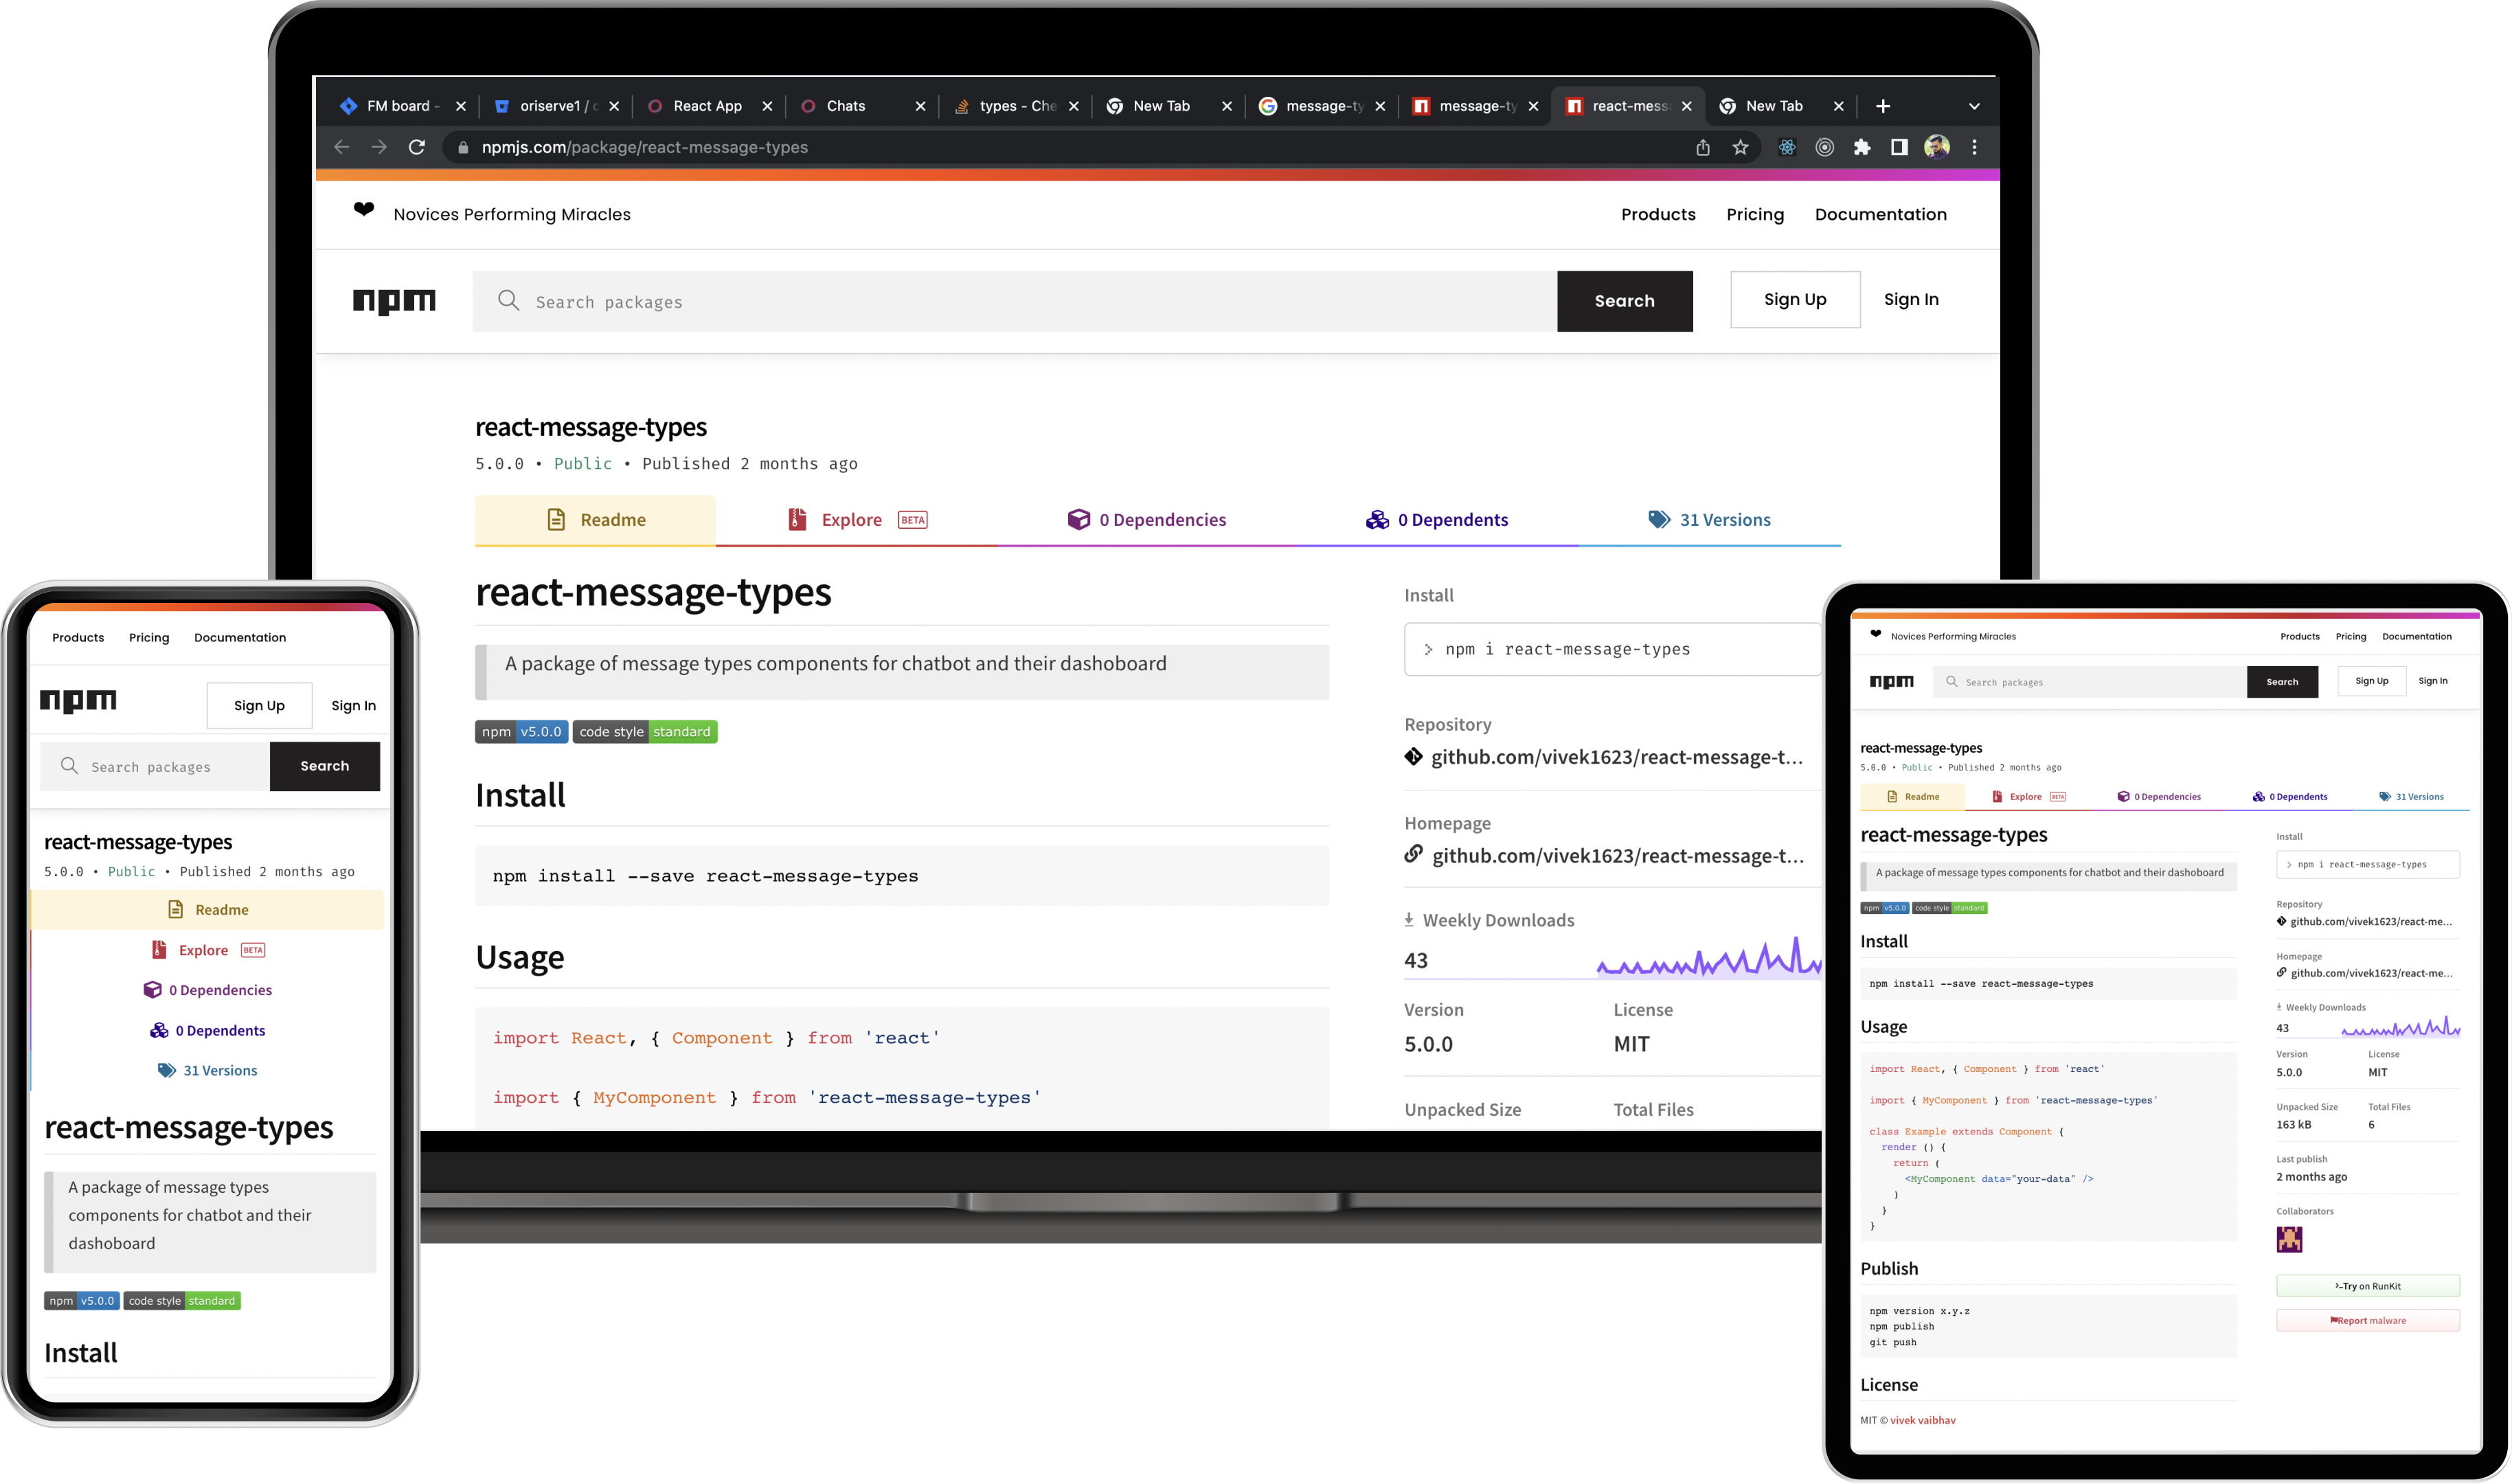 FM board -
oriserve1 / c
React App
Chats
types - Che
New Tab
message-ty
message-ty
react-mess
New Tab
npmjs.com/package/react-message-types
❤ Novices Performing Miracles
Products Pricing Documentation
npm
Search packages
Search
Sign Up
Sign In
react-message-types
5.0.0 • Public • Published 2 months ago
Readme
Explore BETA
0 Dependencies
0 Dependents
31 Versions
react-message-types
A package of message types components for chatbot and their dashoboard
npm v5.0.0 code style standard
Install
npm install --save react-message-types
Usage
import React, { Component } from 'react'
import { MyComponent } from 'react-message-types'
Install
> npm i react-message-types
Repository
github.com/vivek1623/react-message-t...
Homepage
github.com/vivek1623/react-message-t...
Weekly Downloads
43
Version License
5.0.0 MIT
Unpacked Size Total Files
Products Pricing Documentation
npm
Sign Up
Sign In
Search packages
Search
react-message-types
5.0.0 • Public • Published 2 months ago
Readme
Explore BETA
0 Dependencies
0 Dependents
31 Versions
react-message-types
A package of message types
components for chatbot and their
dashoboard
npm v5.0.0 code style standard
Install
❤ Novices Performing Miracles
Products Pricing Documentation
npm
Search packages
Search
Sign Up
Sign In
react-message-types
5.0.0 • Public • Published 2 months ago
Readme
Explore BETA
0 Dependencies
0 Dependents
31 Versions
react-message-types
A package of message types components for chatbot and their dashoboard
npm v5.0.0 code style standard
Install
npm install --save react-message-types
Usage
import React, { Component } from 'react'
import { MyComponent } from 'react-message-types'
class Example extends Component {
render () {
return (
<MyComponent data="your-data" />
)
}
}
Publish
npm version x.y.z
npm publish
git push
License
MIT © vivek vaibhav
Install
> npm i react-message-types
Repository
github.com/vivek1623/react-me...
Homepage
github.com/vivek1623/react-me...
Weekly Downloads
43
Version License
5.0.0 MIT
Unpacked Size Total Files
163 kB 6
Last publish
2 months ago
Collaborators
>-Try on RunKit
Report malware